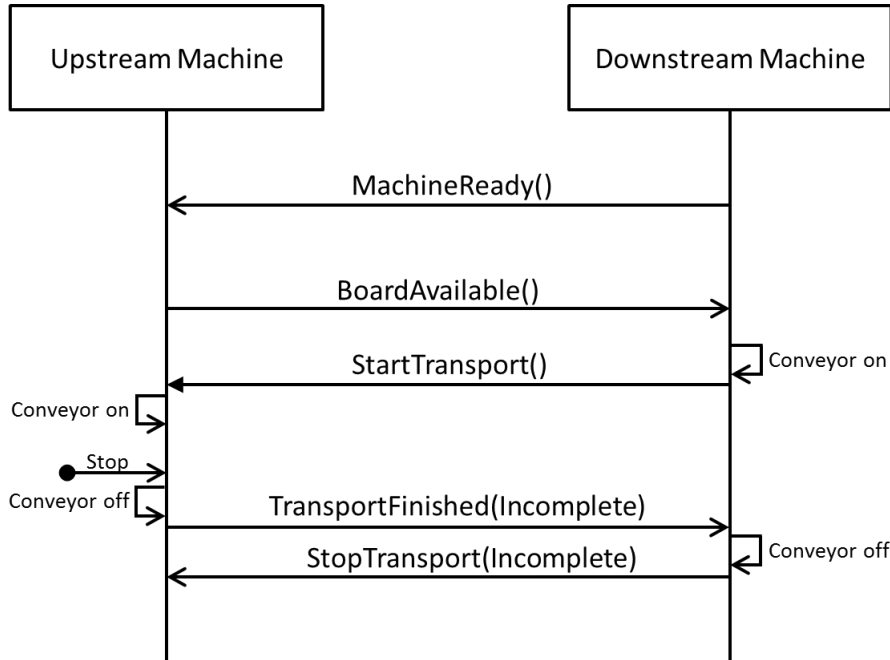 Upstream Machine
Downstream Machine
MachineReady()
BoardAvailable()
StartTransport()
Conveyor on
Conveyor on
Stop
Conveyor off
TransportFinished(Incomplete)
StopTransport(Incomplete)
Conveyor off